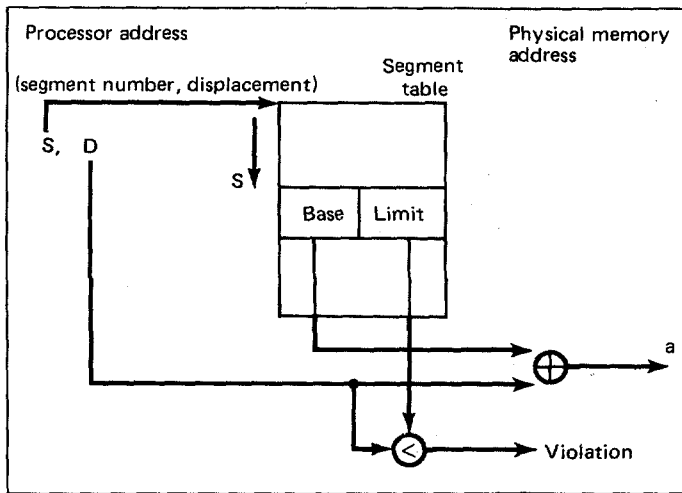 Processor address
Physical memory
address
(segment number, displacement)
Segment
table
S, D
S
Base Limit
a
<
Violation